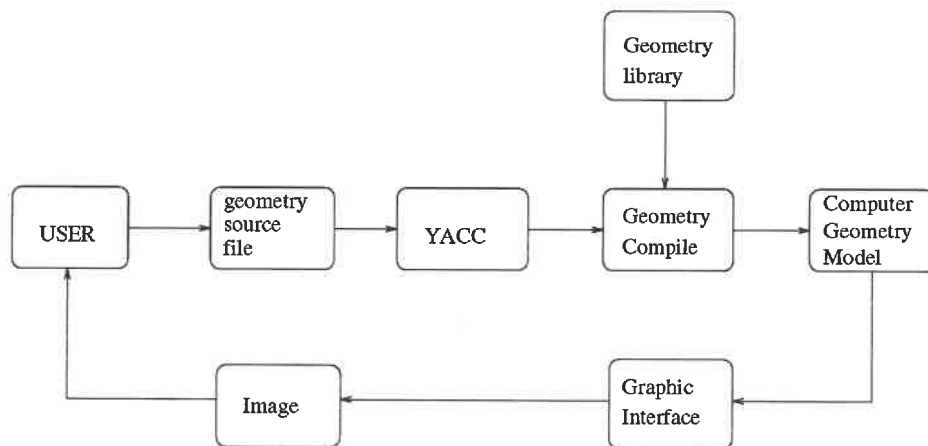 Geometry
library
USER
geometry
source
file
YACC
Geometry
Compile
Computer
Geometry
Model
Image
Graphic
Interface